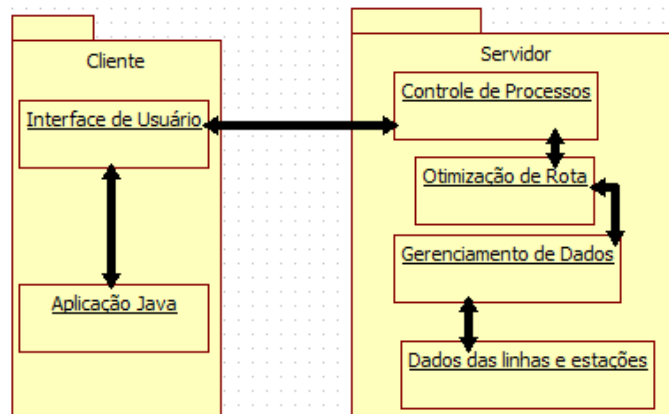 Cliente
Interface de Usuário
Aplicação Java
Servidor
Controle de Processos
Otimização de Rota
Gerenciamento de Dados
Dados das linhas e estações